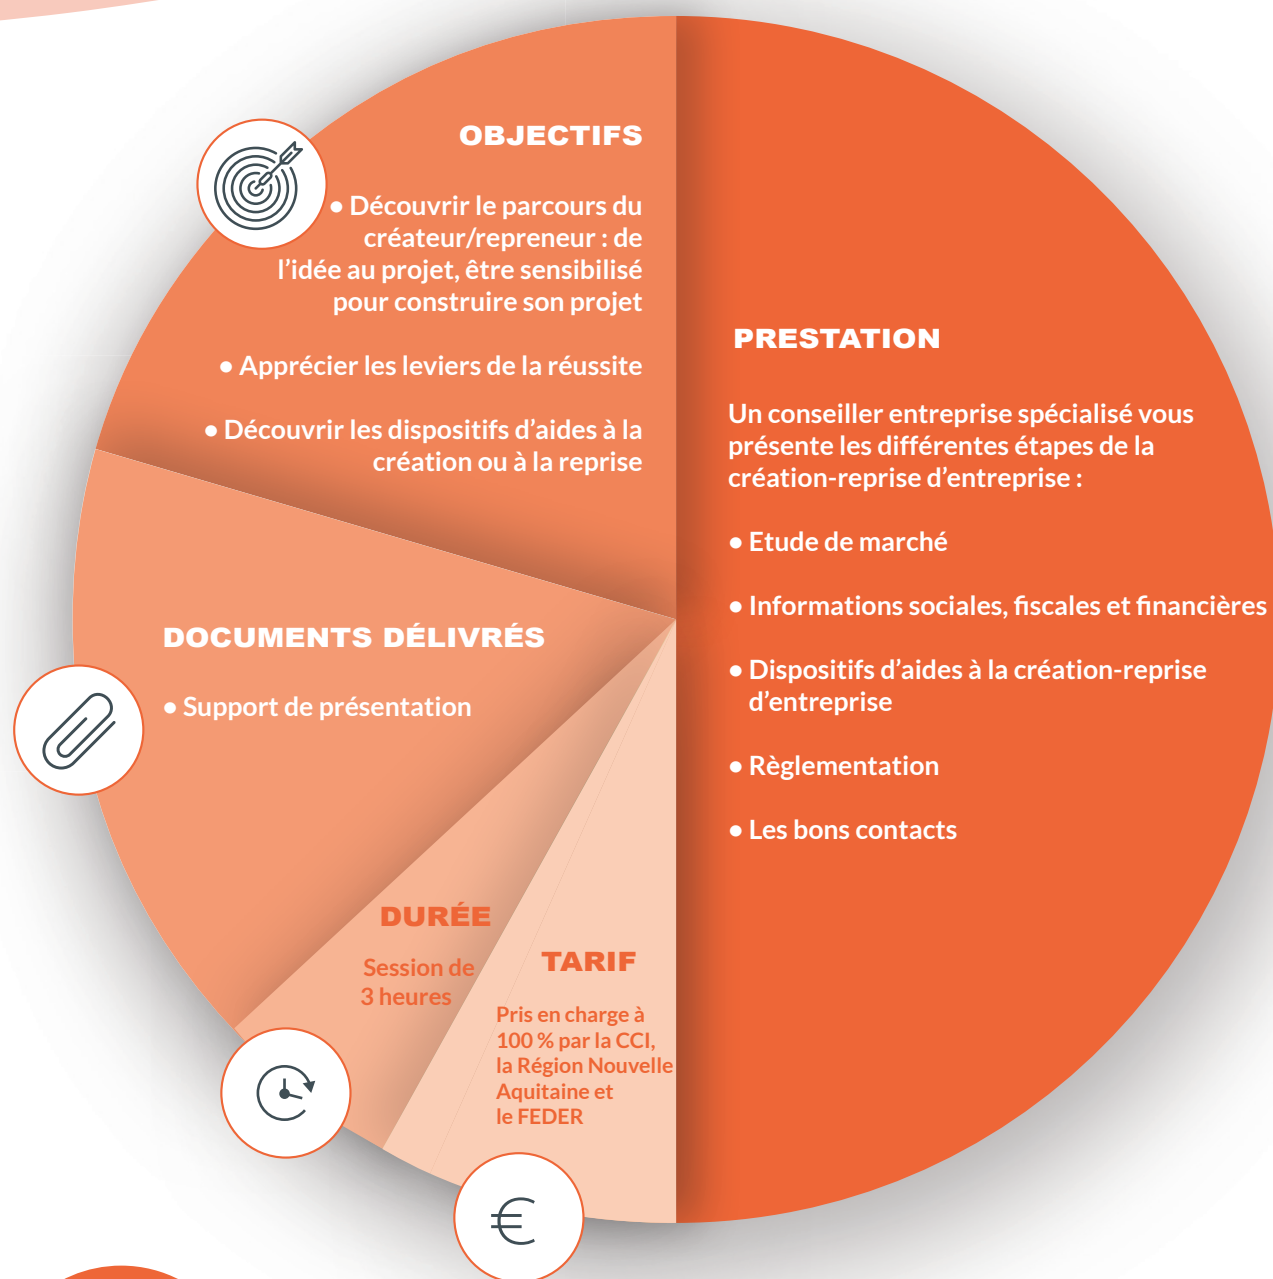 OBJECTIFS
● Découvrir le parcours du
créateur/repreneur : de
l’idée au projet, être sensibilisé
pour construire son projet
● Apprécier les leviers de la réussite
● Découvrir les dispositifs d’aides à la
création ou à la reprise
PRESTATION
Un conseiller entreprise spécialisé vous
présente les différentes étapes de la
création-reprise d’entreprise :
● Etude de marché
● Informations sociales, fiscales et financières
● Dispositifs d’aides à la création-reprise
d’entreprise
● Règlementation
● Les bons contacts
DOCUMENTS DÉLIVRÉS
● Support de présentation
DURÉE
Session de
3 heures
TARIF
Pris en charge à
100 % par la CCI,
la Région Nouvelle
Aquitaine et
le FEDER
€